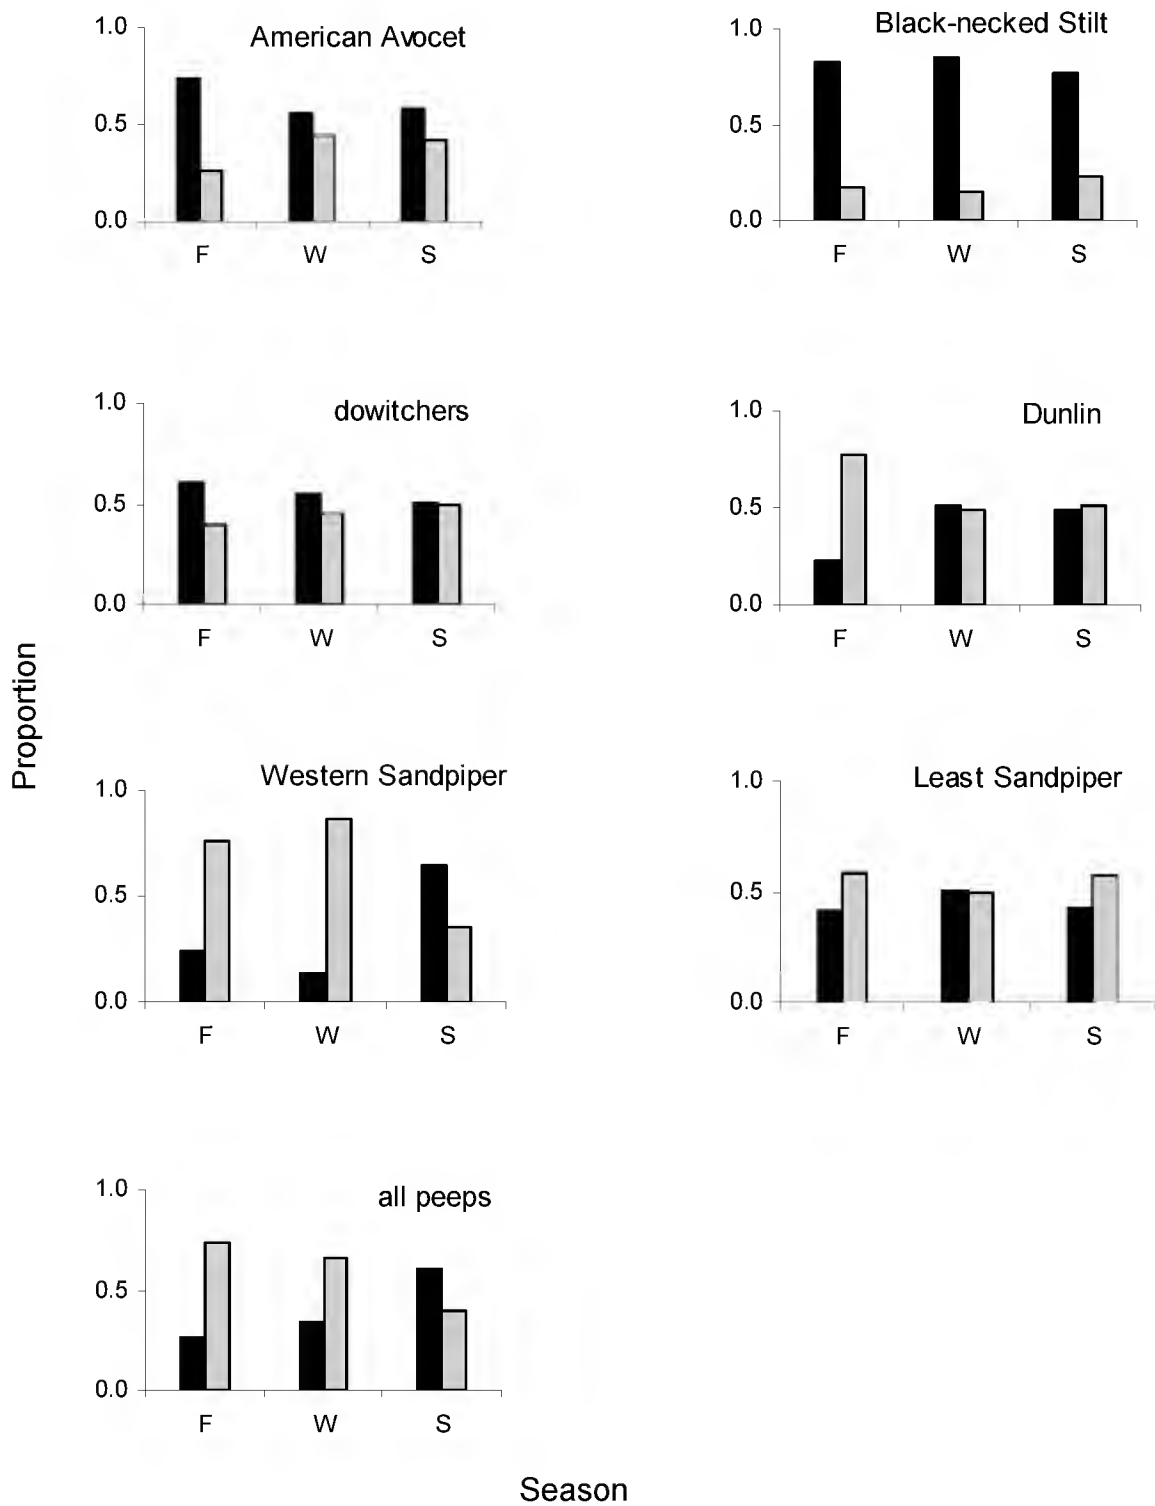 American Avocet
1.0
0.5
0.0
F W S
Black-necked Stilt
1.0
0.5
0.0
F W S
dowitchers
1.0
0.5
0.0
F W S
Dunlin
1.0
0.5
0.0
F W S
Western Sandpiper
1.0
0.5
0.0
F W S
Least Sandpiper
1.0
0.5
0.0
F W S
all peeps
1.0
0.5
0.0
F W S
Proportion
Season